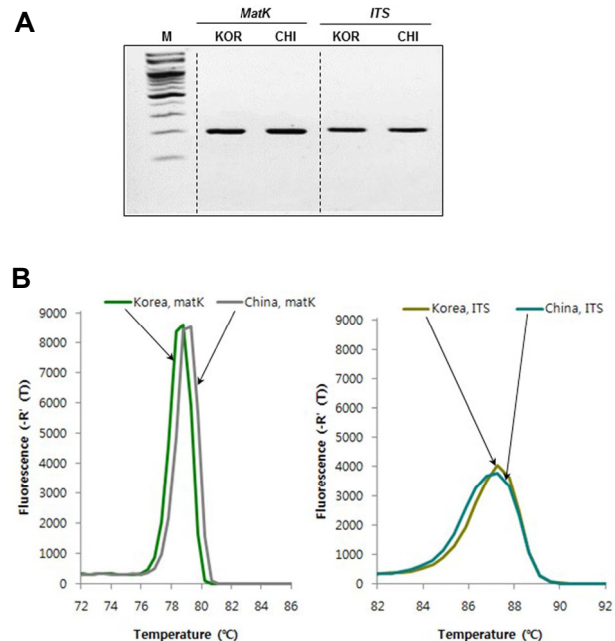 A
MatK
ITS
M
KOR
CHI
KOR
CHI
B
Korea, matK
China, matK
9000
8000
7000
6000
5000
4000
3000
2000
1000
0
Fluorescence (-R' (T))
72
74
76
78
80
82
84
86
Temperature (℃)
Korea, ITS
China, ITS
9000
8000
7000
6000
5000
4000
3000
2000
1000
0
Fluorescence (-R' (T))
82
84
86
88
90
92
Temperature (℃)